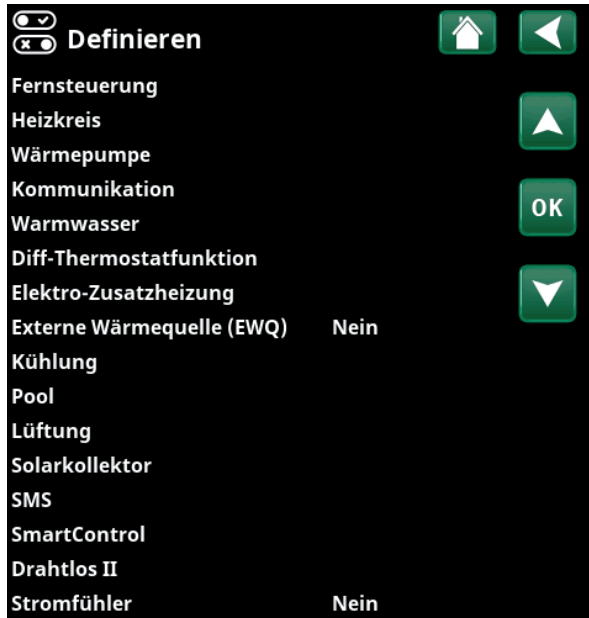 Definieren
Fernsteuerung
Heizkreis
Wärmepumpe
Kommunikation
OK
Warmwasser
Diff-Thermostatfunktion
Elektro-Zusatzheizung
Externe Wärmequelle (EWQ) Nein
Kühlung
Pool
Lüftung
Solarkollektor
SMS
SmartControl
Drahtlos II
Stromfühler Nein